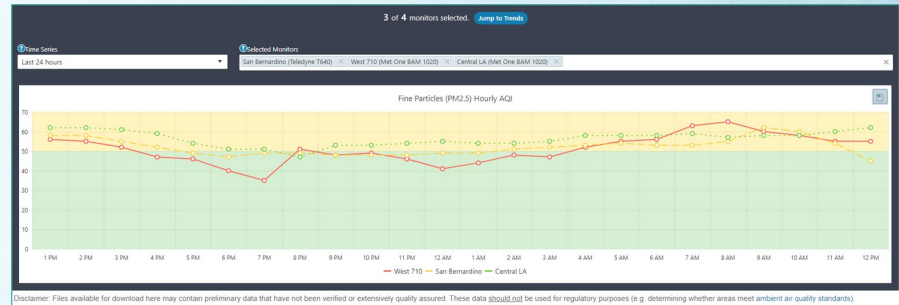 3 of 4 monitors selected. Jump to Trends
Time Series
Selected Monitors
Last 24 hours
San Bernardino (Teledyne T640) × West 710 (Met One BAM 1020) × Central LA (Met One BAM 1020) ×
Fine Particles (PM2.5) Hourly AQI
70
60
50
40
30
20
10
0
1 PM 2 PM 3 PM 4 PM 5 PM 6 PM 7 PM 8 PM 9 PM 10 PM 11 PM 12 AM 1 AM 2 AM 3 AM 4 AM 5 AM 6 AM 7 AM 8 AM 9 AM 10 AM 11 AM 12 PM
West 710 San Bernardino Central LA
Disclaimer: Files available for download here may contain preliminary data that have not been verified or extensively quality assured. These data should not be used for regulatory purposes (e.g. determining whether areas meet ambient air quality standards).